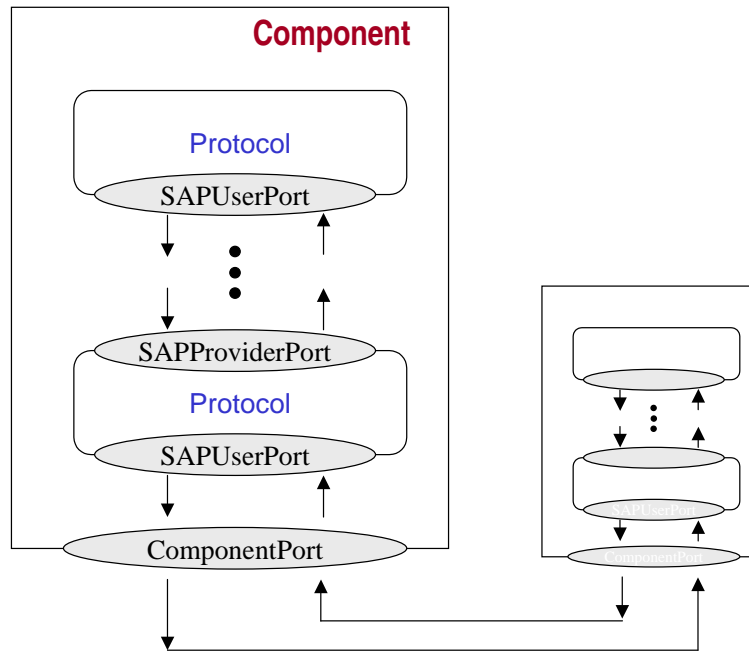 Component
Protocol
SAPUserPort
SAPProviderPort
Protocol
SAPUserPort
ComponentPort
SAPUserPort
ComponentPort